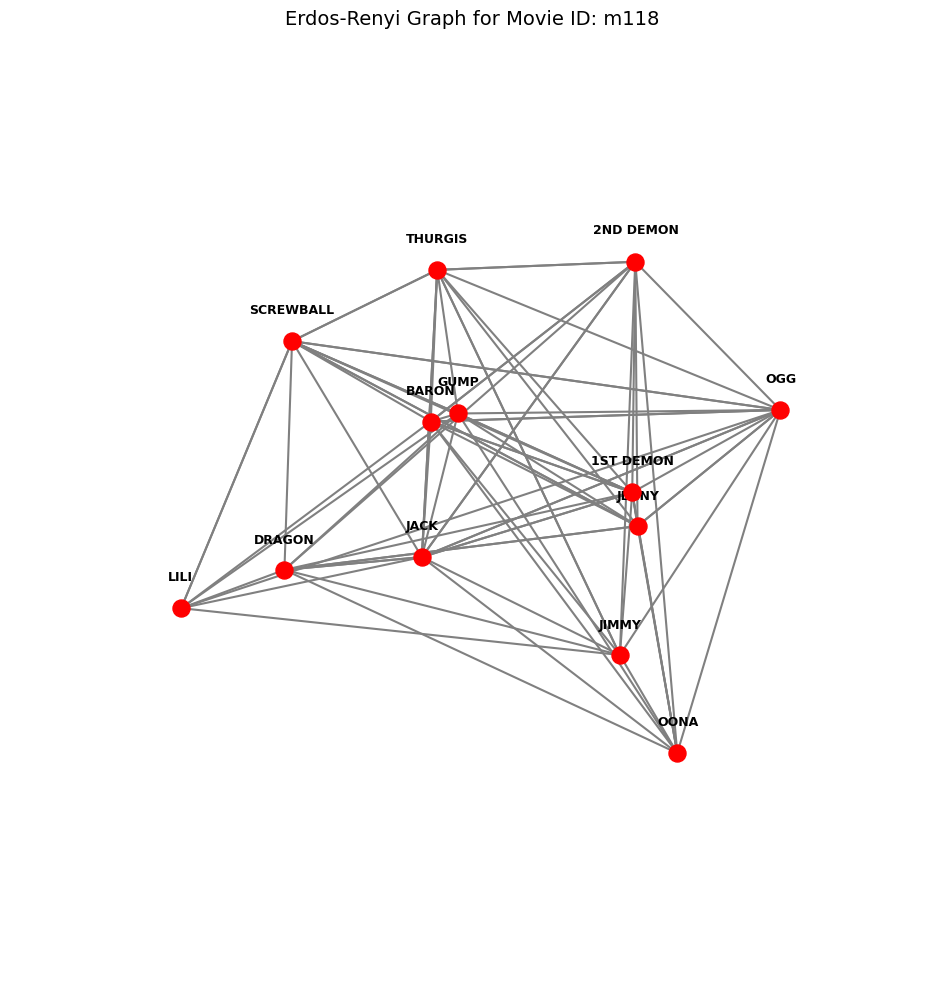 Erdos-Renyi Graph for Movie ID: m118
2ND DEMON
THURGIS
SCREWBALL
OGG
GUMP
BARON
1ST DEMON
JENNY
JACK
DRAGON
LILI
JIMMY
OONA